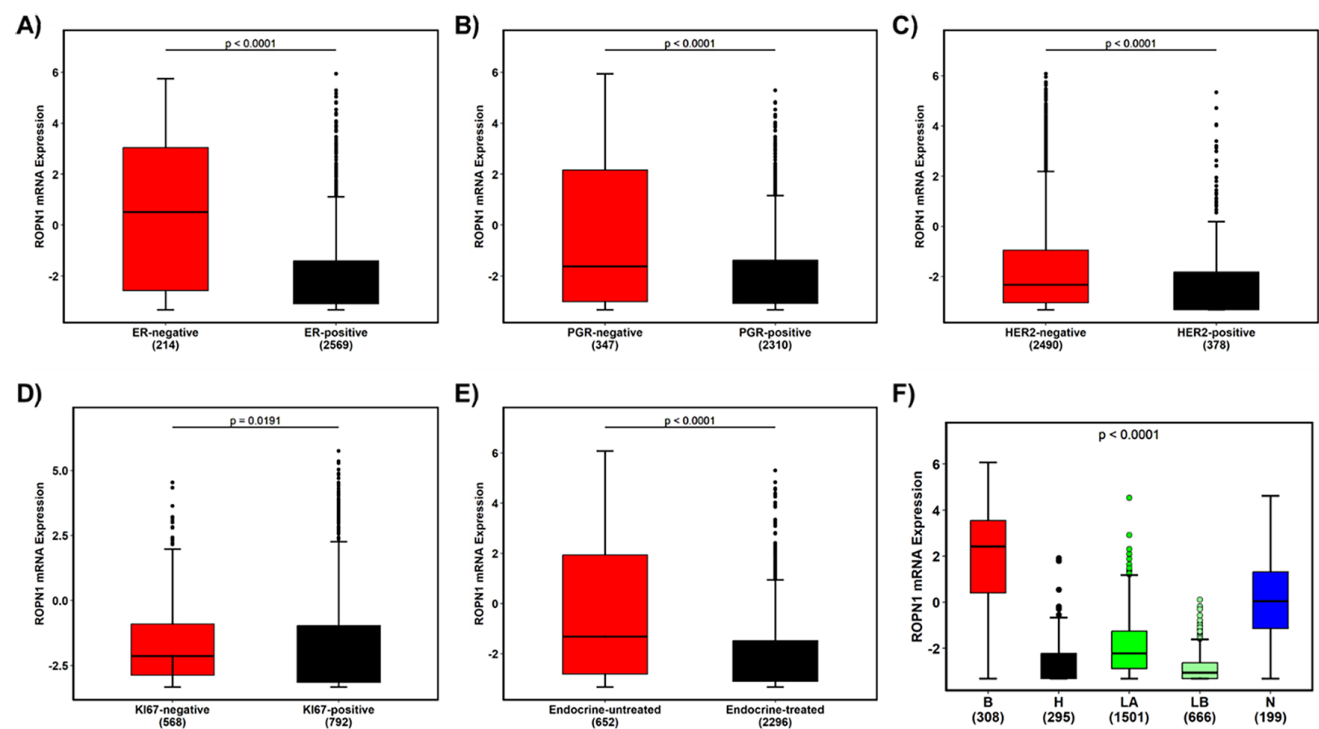 A)
p < 0.0001
ROPN1 mRNA Expression
6
4
2
0
-2
ER-negative
(214)
ER-positive
(2569)
B)
p < 0.0001
ROPN1 mRNA Expression
6
4
2
0
-2
PGR-negative
(347)
PGR-positive
(2310)
C)
p < 0.0001
ROPN1 mRNA Expression
6
4
2
0
-2
HER2-negative
(2490)
HER2-positive
(378)
D)
p = 0.0191
ROPN1 mRNA Expression
5.0
2.5
0.0
-2.5
KI67-negative
(568)
KI67-positive
(792)
E)
p < 0.0001
ROPN1 mRNA Expression
6
4
2
0
-2
Endocrine-untreated
(652)
Endocrine-treated
(2296)
F)
p < 0.0001
ROPN1 mRNA Expression
6
4
2
0
-2
B
(308)
H
(295)
LA
(1501)
LB
(666)
N
(199)